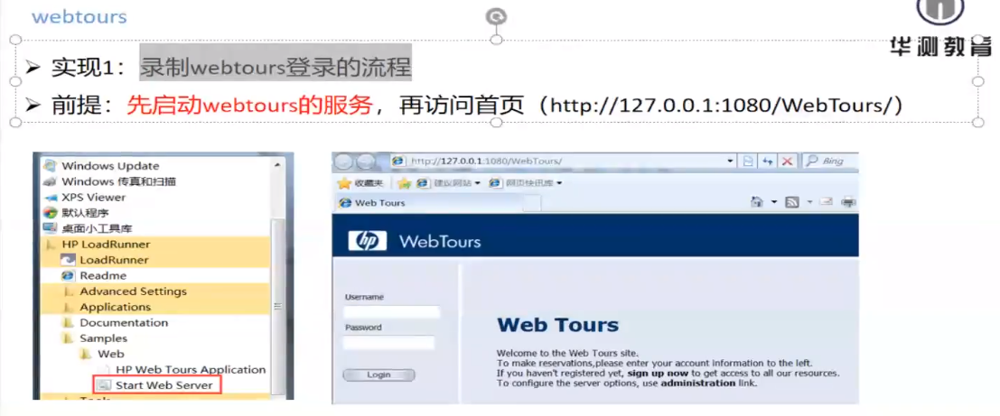 webtours
华测教育
➢ 实现1：录制webtours登录的流程
➢ 前提：先启动webtours的服务，再访问首页（http://127.0.0.1:1080/WebTours/）
Windows Update
Windows 传真和扫描
XPS Viewer
默认程序
桌面小工具库
HP LoadRunner
LoadRunner
Readme
Advanced Settings
Applications
Documentation
Samples
Web
HP Web Tours Application
Start Web Server
http://127.0.0.1:1080/WebTours/
Bing
收藏夹 建议网站 网页快讯库
Web Tours
hp WebTours
Username
Password
Login
Web Tours
Welcome to the Web Tours site.
To make reservations,please enter your account information to the left.
If you haven't registered yet, sign up now to get access to all our resources.
To configure the server options, use administration link.